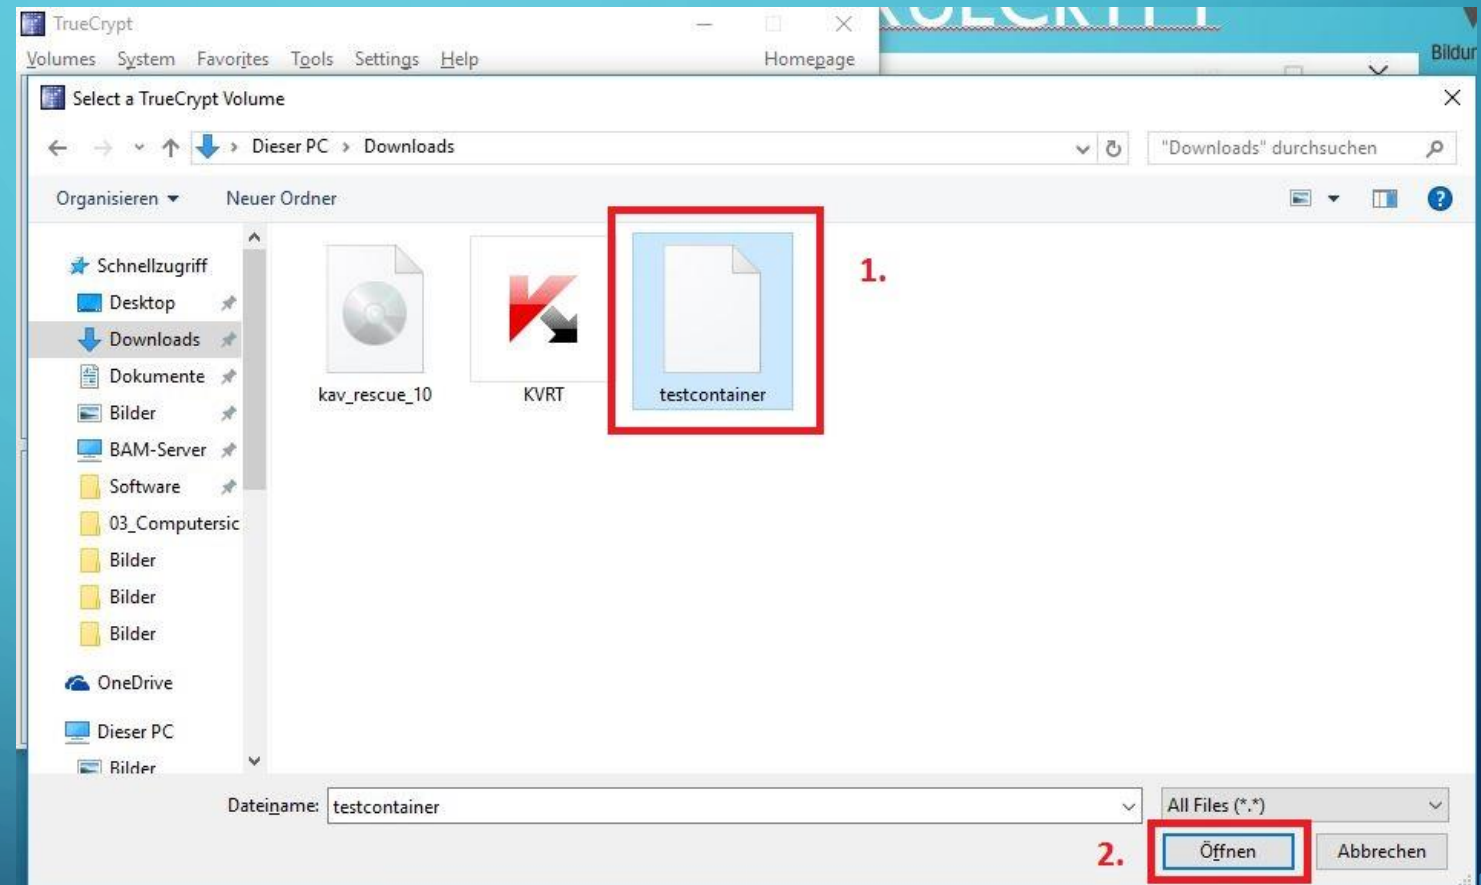 TrueCrypt
Volumes System Favorites Tools Settings Help Homepage
Bildun
Select a TrueCrypt Volume
Dieser PC > Downloads
"Downloads" durchsuchen
Organisieren Neuer Ordner
Schnellzugriff
Desktop
Downloads
Dokumente
Bilder
BAM-Server
Software
03_Computersic
Bilder
Bilder
Bilder
OneDrive
Dieser PC
Bilder
kav_rescue_10
KVRT
testcontainer
1.
Dateiname: testcontainer
All Files (*.*)
2.
Öffnen
Abbrechen